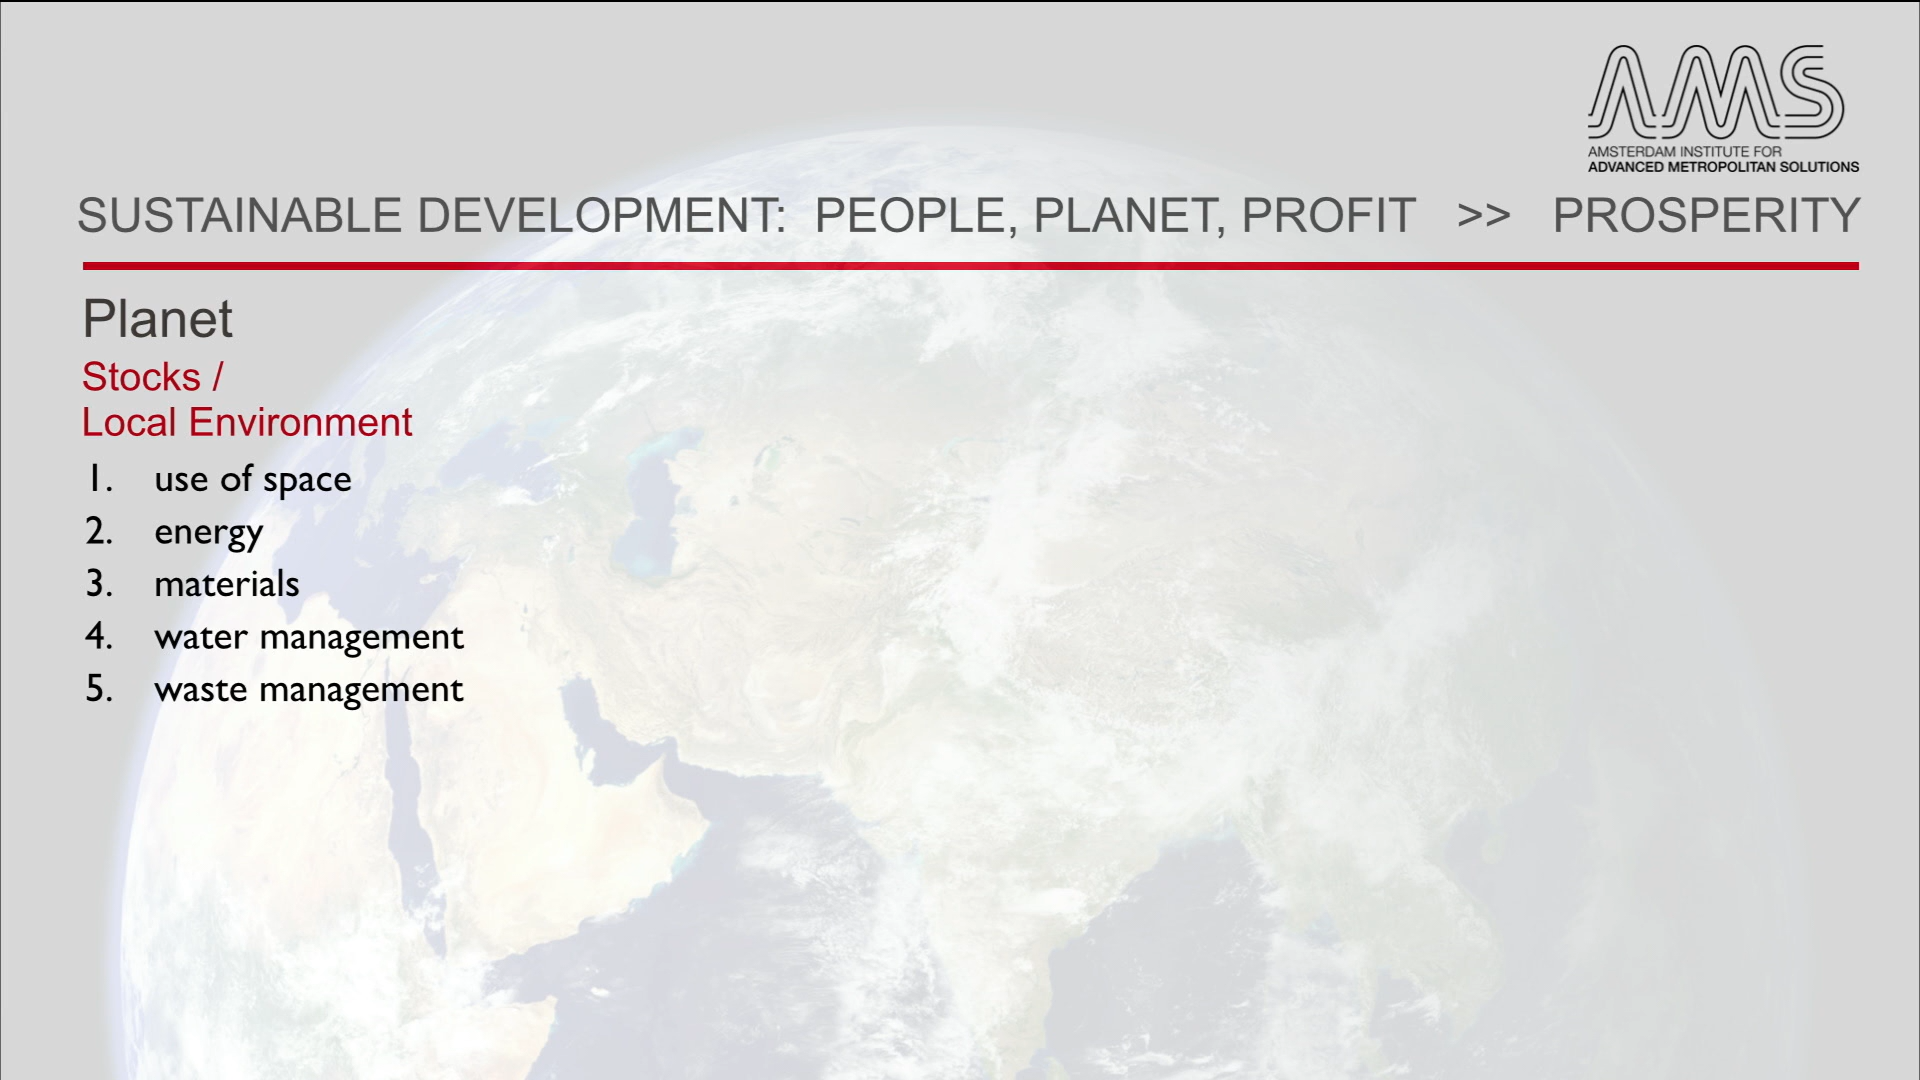 AMS
AMSTERDAM INSTITUTE FOR
ADVANCED METROPOLITAN SOLUTIONS
SUSTAINABLE DEVELOPMENT: PEOPLE, PLANET, PROFIT >> PROSPERITY
Planet
Stocks /
Local Environment
1. use of space
2. energy
3. materials
4. water management
5. waste management